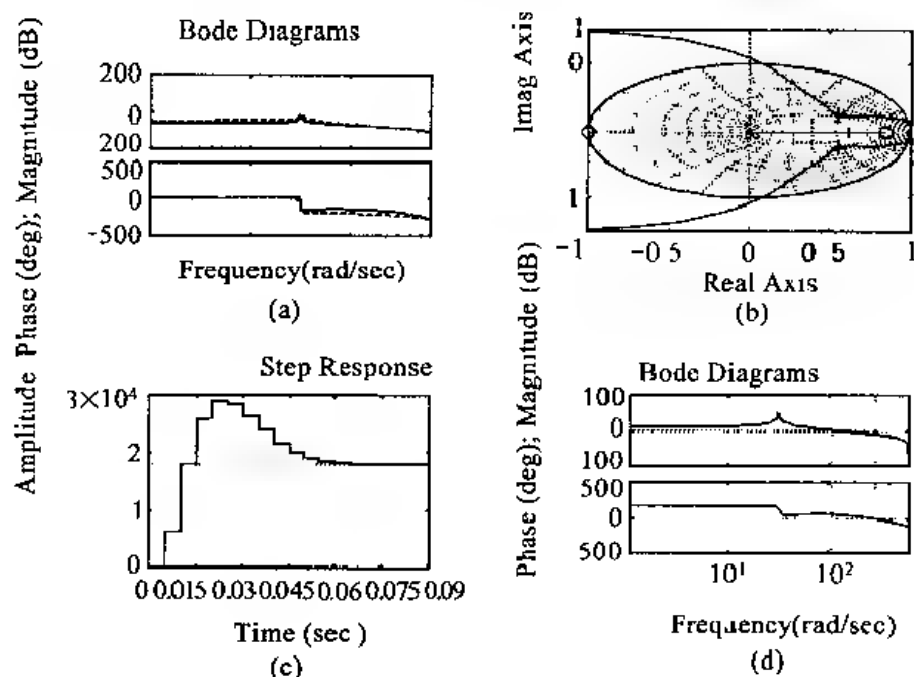 Amplitude Phase (deg); Magnitude (dB)
Bode Diagrams
200
0
200
500
0
-500
Frequency(rad/sec)
(a)
Imag Axis
1
0
1
-1 -0 5 0 0 5 1
Real Axis
(b)
Step Response
3×10⁴
2
1
0
0 0.015 0.03 0.045 0.06 0.075 0.09
Time (sec )
(c)
Phase (deg); Magnitude (dB)
Bode Diagrams
100
0
100
500
0
500
10¹ 10²
Frequency(rad/sec)
(d)